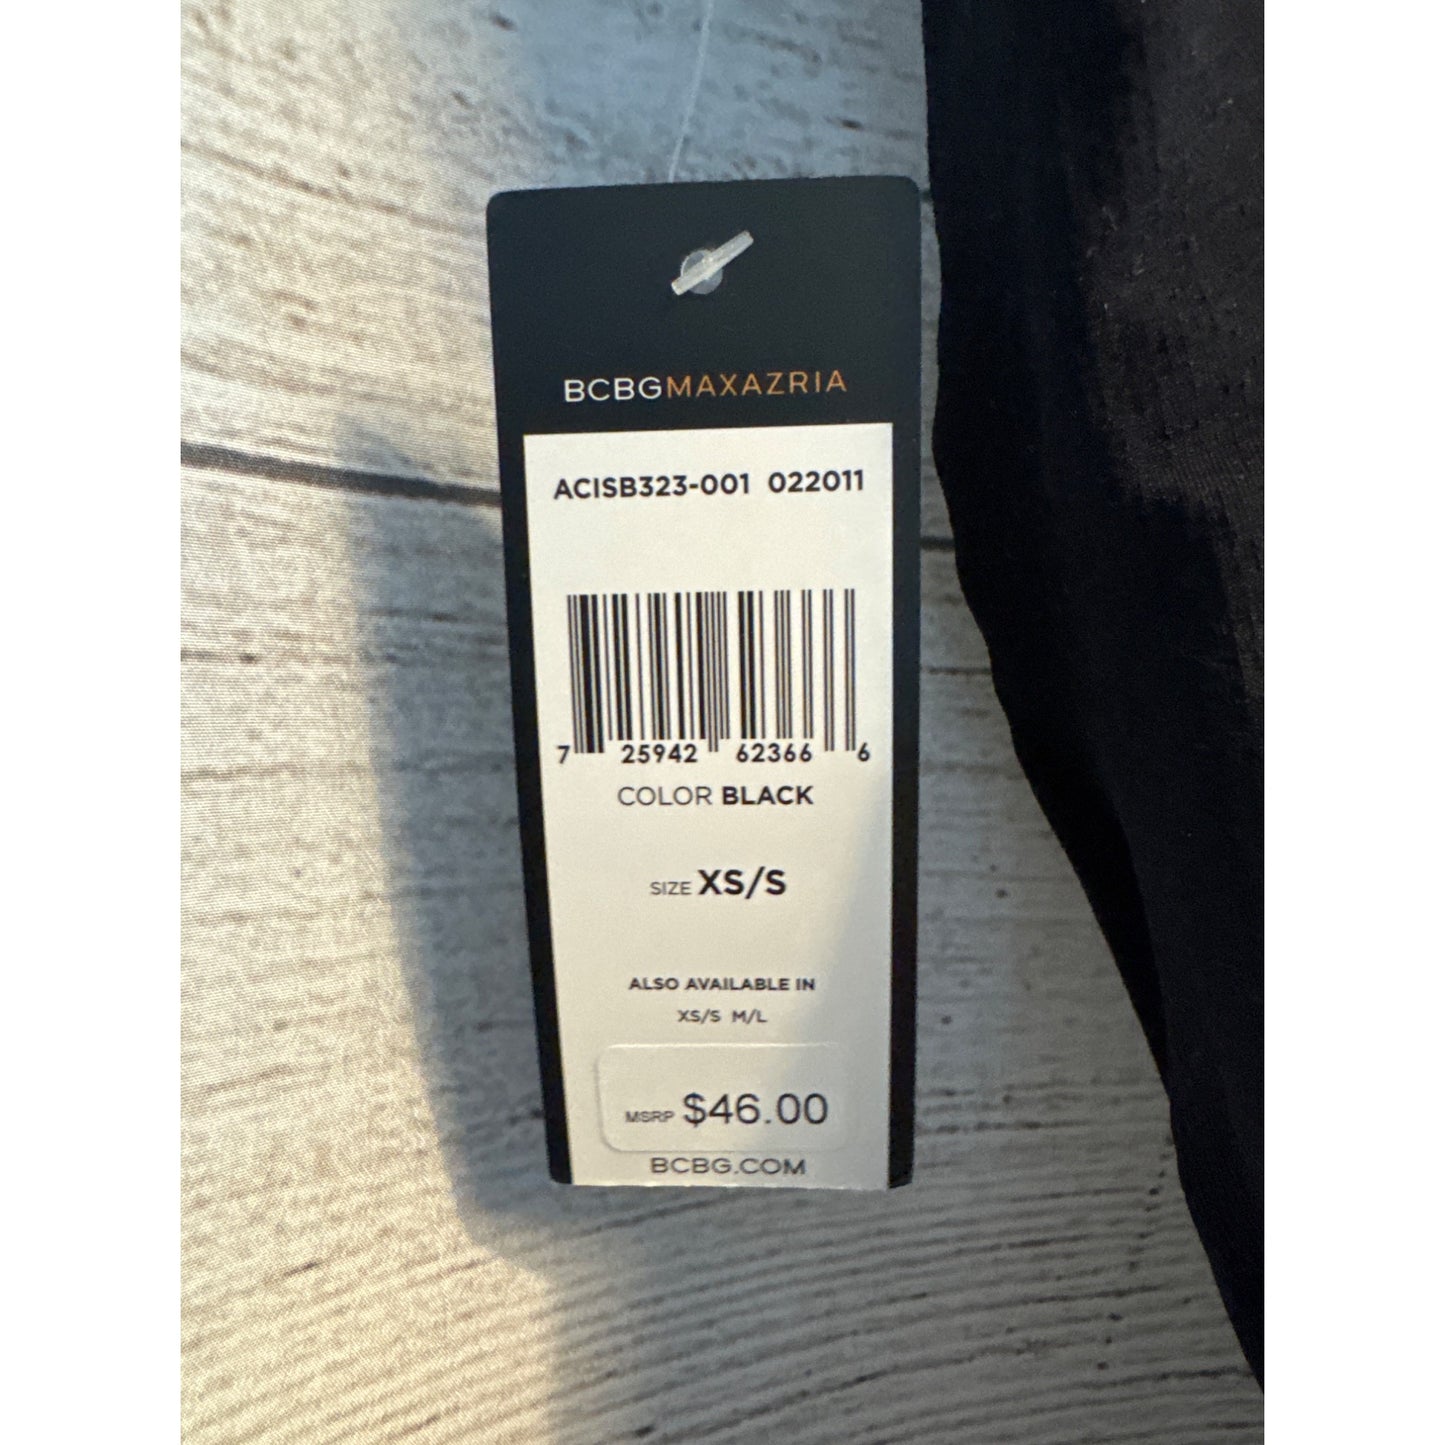 BCBGMAXAZRIA
ACISB323-001 022011
7 25942 62366 6
COLOR BLACK
SIZE XS/S
ALSO AVAILABLE IN
XS/S M/L
MSRP $46.00
BCBG.COM